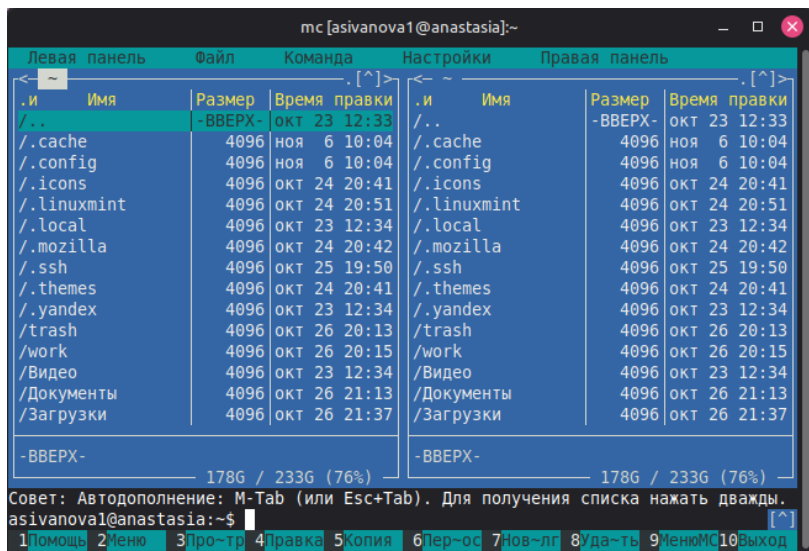 mc [asivanova1@anastasia]:~
Левая панель Файл Команда Настройки Правая панель
<─ ~ .[^]> <─ ~ .[^]>
.и Имя Размер Время правки .и Имя Размер Время правки
/.. -ВВЕРХ- окт 23 12:33 /.. -ВВЕРХ- окт 23 12:33
/.cache 4096 ноя 6 10:04 /.cache 4096 ноя 6 10:04
/.config 4096 ноя 6 10:04 /.config 4096 ноя 6 10:04
/.icons 4096 окт 24 20:41 /.icons 4096 окт 24 20:41
/.linuxmint 4096 окт 24 20:51 /.linuxmint 4096 окт 24 20:51
/.local 4096 окт 23 12:34 /.local 4096 окт 23 12:34
/.mozilla 4096 окт 24 20:42 /.mozilla 4096 окт 24 20:42
/.ssh 4096 окт 25 19:50 /.ssh 4096 окт 25 19:50
/.themes 4096 окт 24 20:41 /.themes 4096 окт 24 20:41
/.yandex 4096 окт 23 12:34 /.yandex 4096 окт 23 12:34
/trash 4096 окт 26 20:13 /trash 4096 окт 26 20:13
/work 4096 окт 26 20:15 /work 4096 окт 26 20:15
/Видео 4096 окт 23 12:34 /Видео 4096 окт 23 12:34
/Документы 4096 окт 26 21:13 /Документы 4096 окт 26 21:13
/Загрузки 4096 окт 26 21:37 /Загрузки 4096 окт 26 21:37
-ВВЕРХ- -ВВЕРХ-
178G / 233G (76%) 178G / 233G (76%)
Совет: Автодополнение: M-Tab (или Esc+Tab). Для получения списка нажать дважды.
asivanova1@anastasia:~$ [^]
1Помощь 2Меню 3Про~тр 4Правка 5Копия 6Пер~ос 7Нов~лг 8Уда~ть 9МенюMC 10Выход